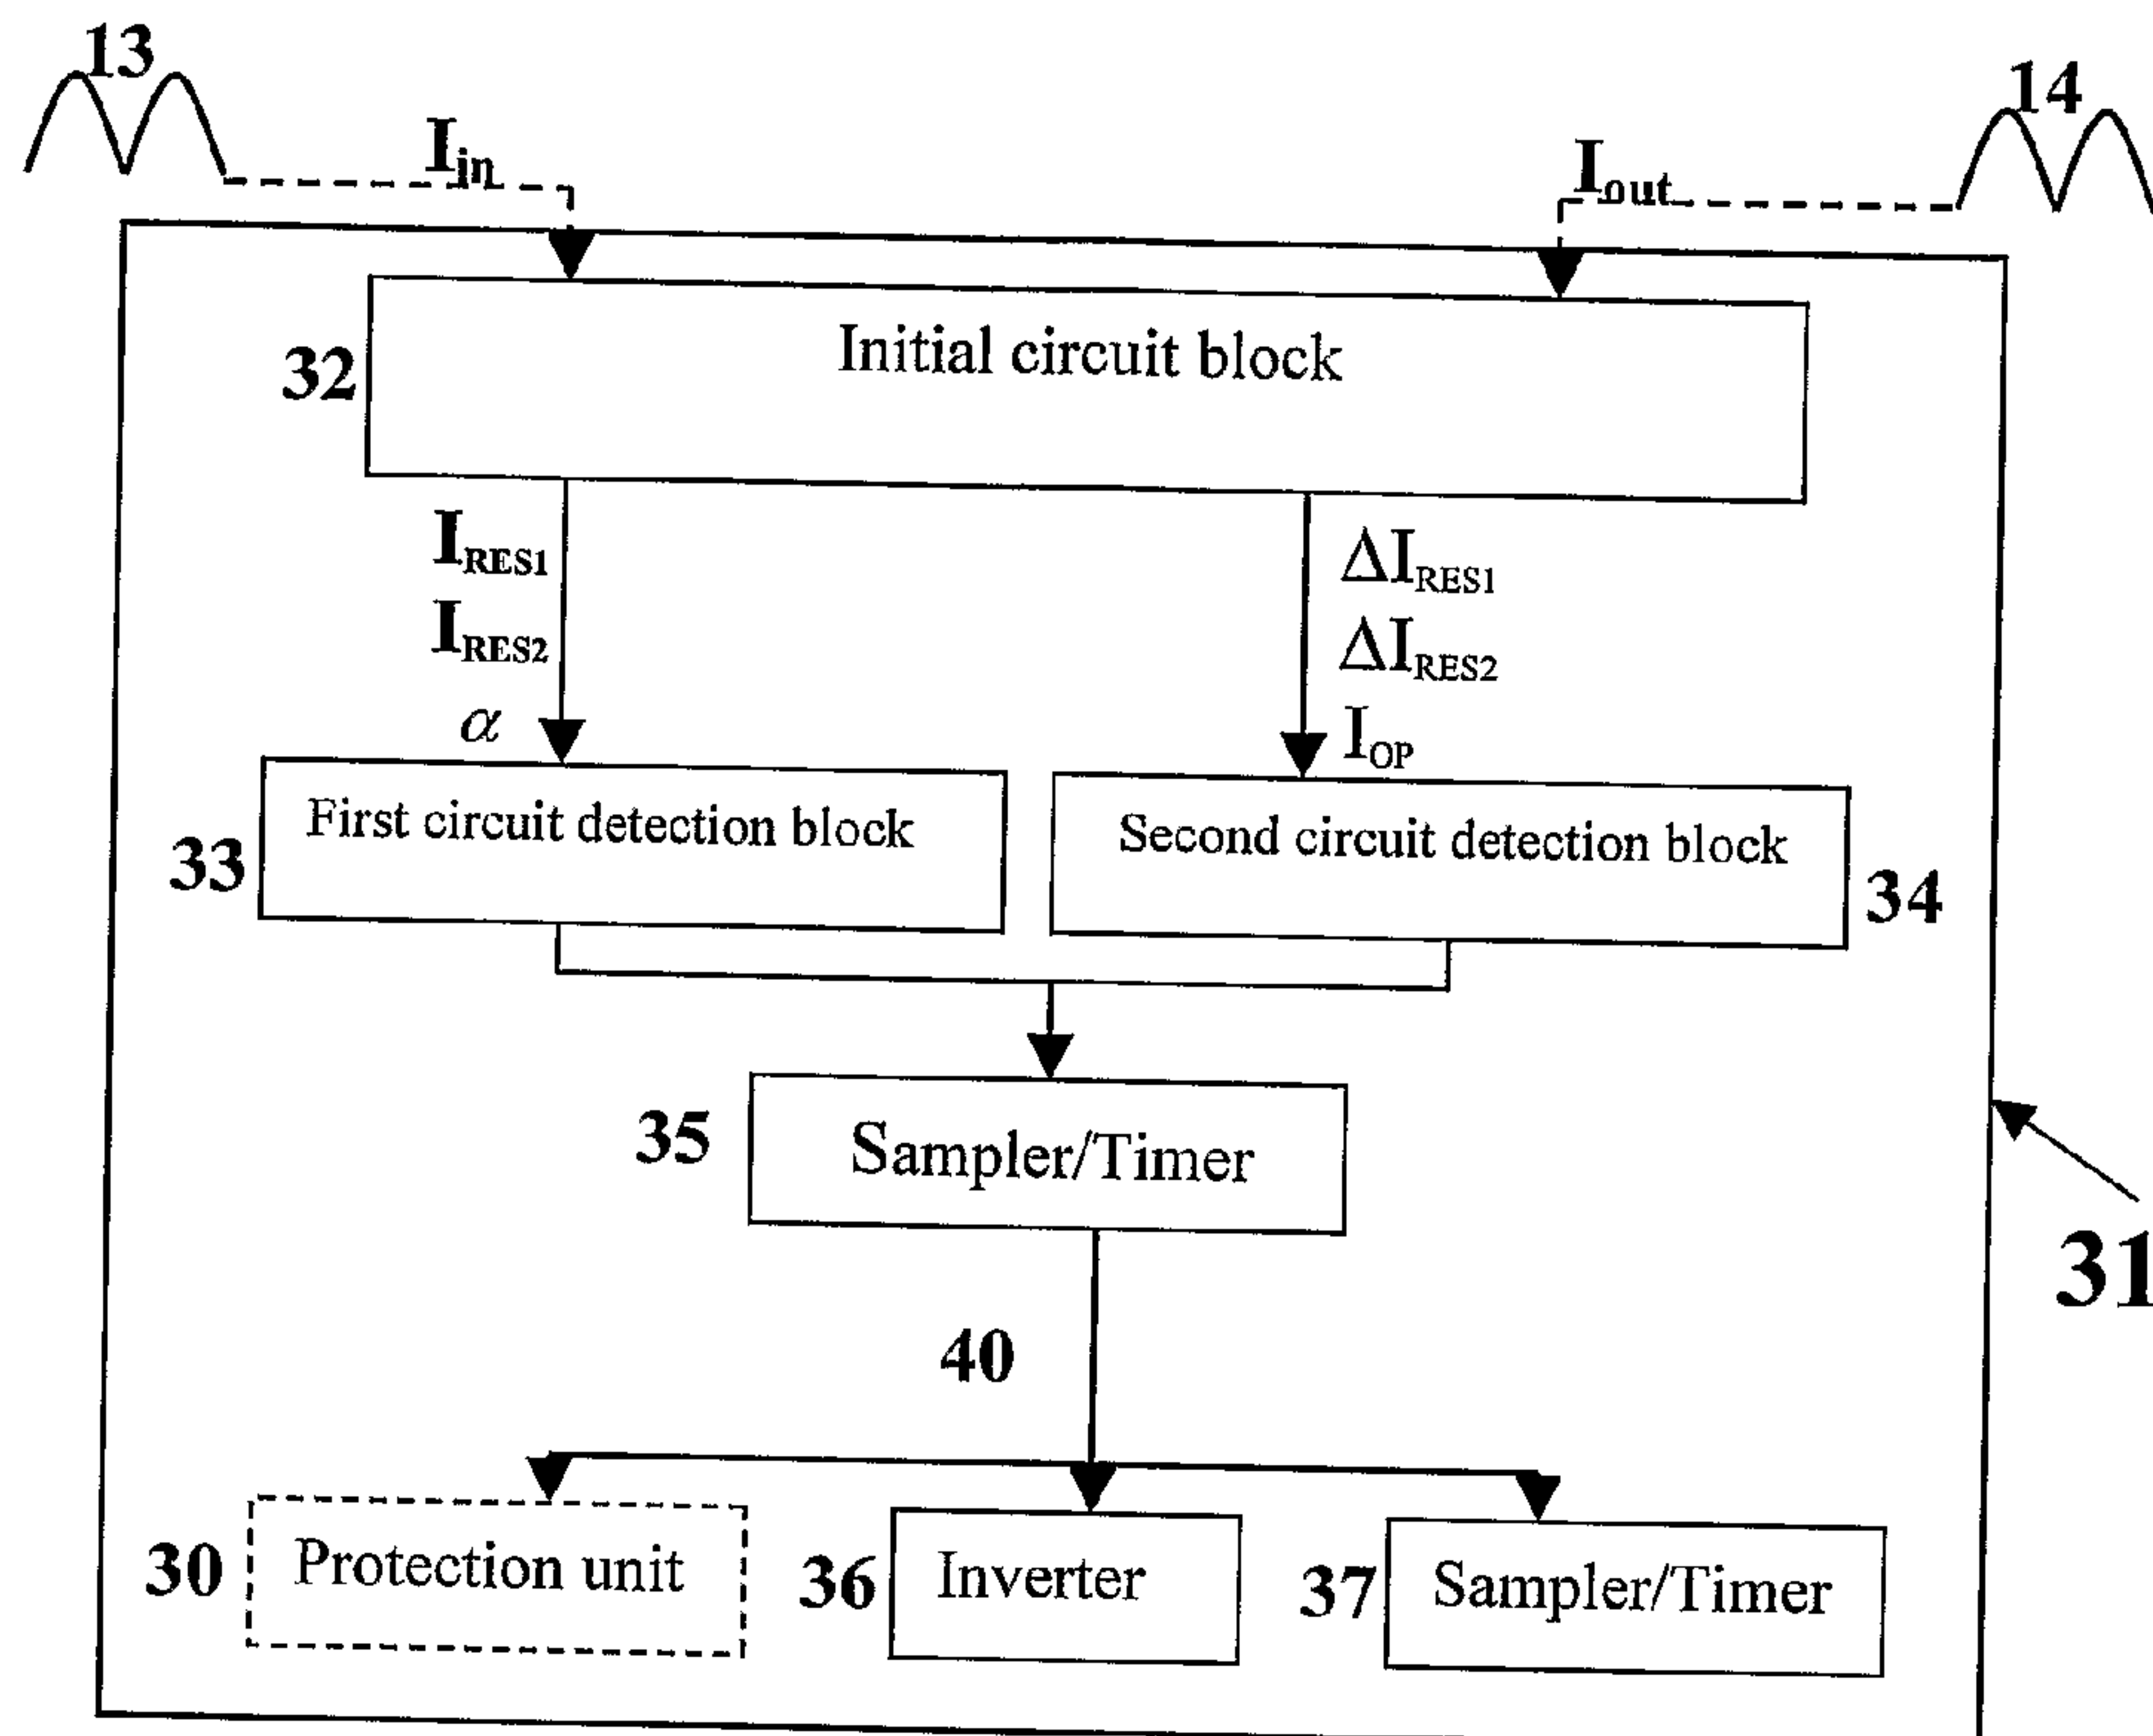 13
14
I_in
I_out
32
Initial circuit block
I_RES1
I_RES2
α
ΔI_RES1
ΔI_RES2
I_OP
33
First circuit detection block
Second circuit detection block
34
35
Sampler/Timer
31
40
30
Protection unit
36
Inverter
37
Sampler/Timer